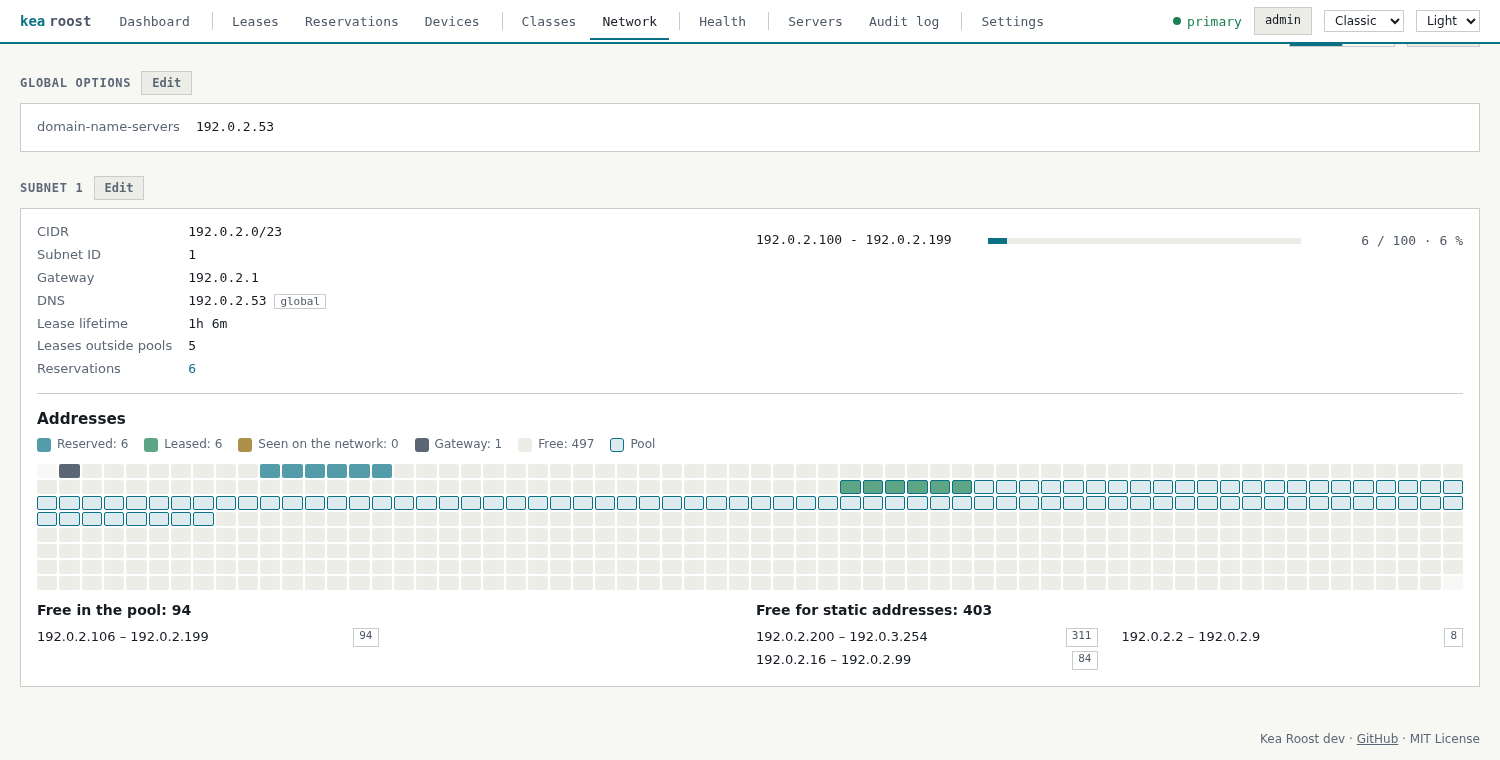 kea roost Dashboard Leases Reservations Devices Classes Network Health Servers Audit log Settings primary admin Classic Light
GLOBAL OPTIONS Edit
domain-name-servers 192.0.2.53
SUBNET 1 Edit
CIDR 192.0.2.0/23 192.0.2.100 - 192.0.2.199 6 / 100 · 6 %
Subnet ID 1
Gateway 192.0.2.1
DNS 192.0.2.53 global
Lease lifetime 1h 6m
Leases outside pools 5
Reservations 6
Addresses
Reserved: 6 Leased: 6 Seen on the network: 0 Gateway: 1 Free: 497 Pool
Free in the pool: 94 Free for static addresses: 403
192.0.2.106 – 192.0.2.199 94 192.0.2.200 – 192.0.3.254 311 192.0.2.2 – 192.0.2.9 8
192.0.2.16 – 192.0.2.99 84
Kea Roost dev · GitHub · MIT License